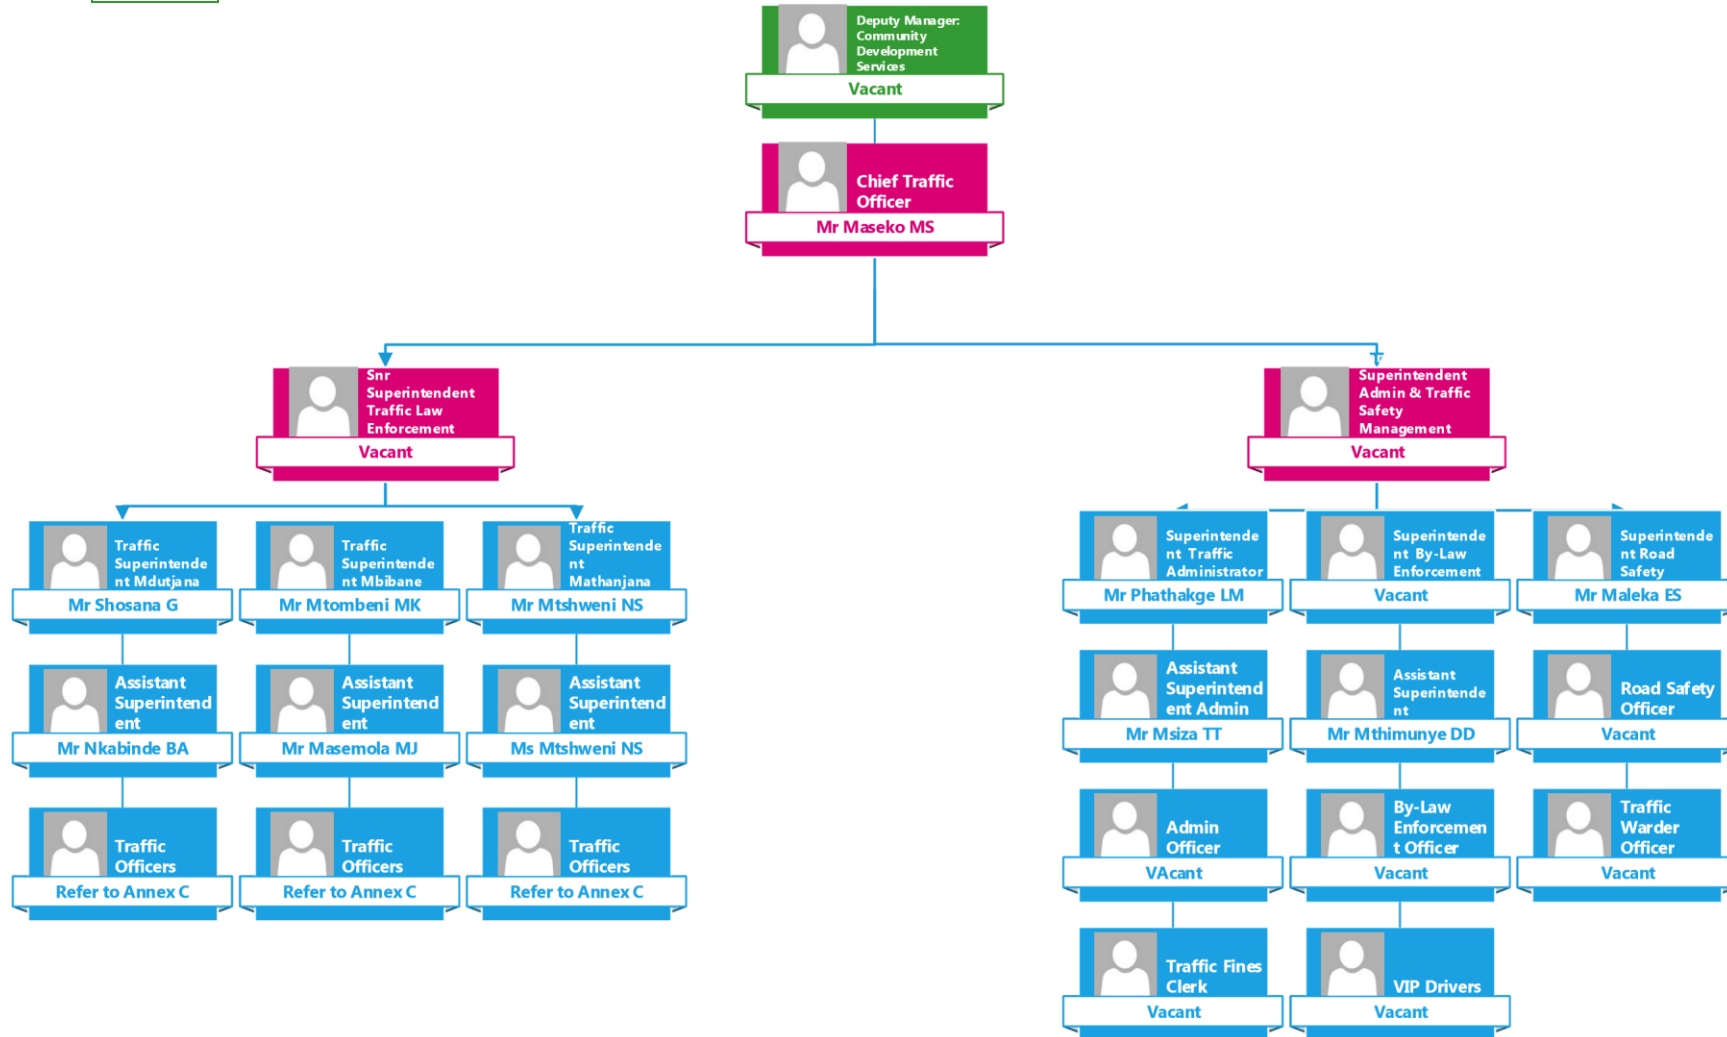 Deputy Manager:
Community
Development
Services
Vacant
Chief Traffic
Officer
Mr Maseko MS
Snr
Superintendent
Traffic Law
Enforcement
Vacant
Superintendent
Admin & Traffic
Safety
Management
Vacant
Traffic
Superintende
nt Mdutjana
Mr Shosana G
Traffic
Superintende
nt Mbibane
Mr Mtombeni MK
Traffic
Superintende
nt
Mathanjana
Mr Mtshweni NS
Superintende
nt Traffic
Administrator
Mr Phathakge LM
Superintende
nt By-Law
Enforcement
Vacant
Superintende
nt Road
Safety
Mr Maleka ES
Assistant
Superintend
ent
Mr Nkabinde BA
Assistant
Superintend
ent
Mr Masemola MJ
Assistant
Superintend
ent
Ms Mtshweni NS
Assistant
Superintend
ent Admin
Mr Msiza TT
Assistant
Superintende
nt
Mr Mthimunye DD
Road Safety
Officer
Vacant
Traffic
Officers
Refer to Annex C
Traffic
Officers
Refer to Annex C
Traffic
Officers
Refer to Annex C
Admin
Officer
VAcant
By-Law
Enforcemen
t Officer
Vacant
Traffic
Warder
Officer
Vacant
Traffic Fines
Clerk
Vacant
VIP Drivers
Vacant